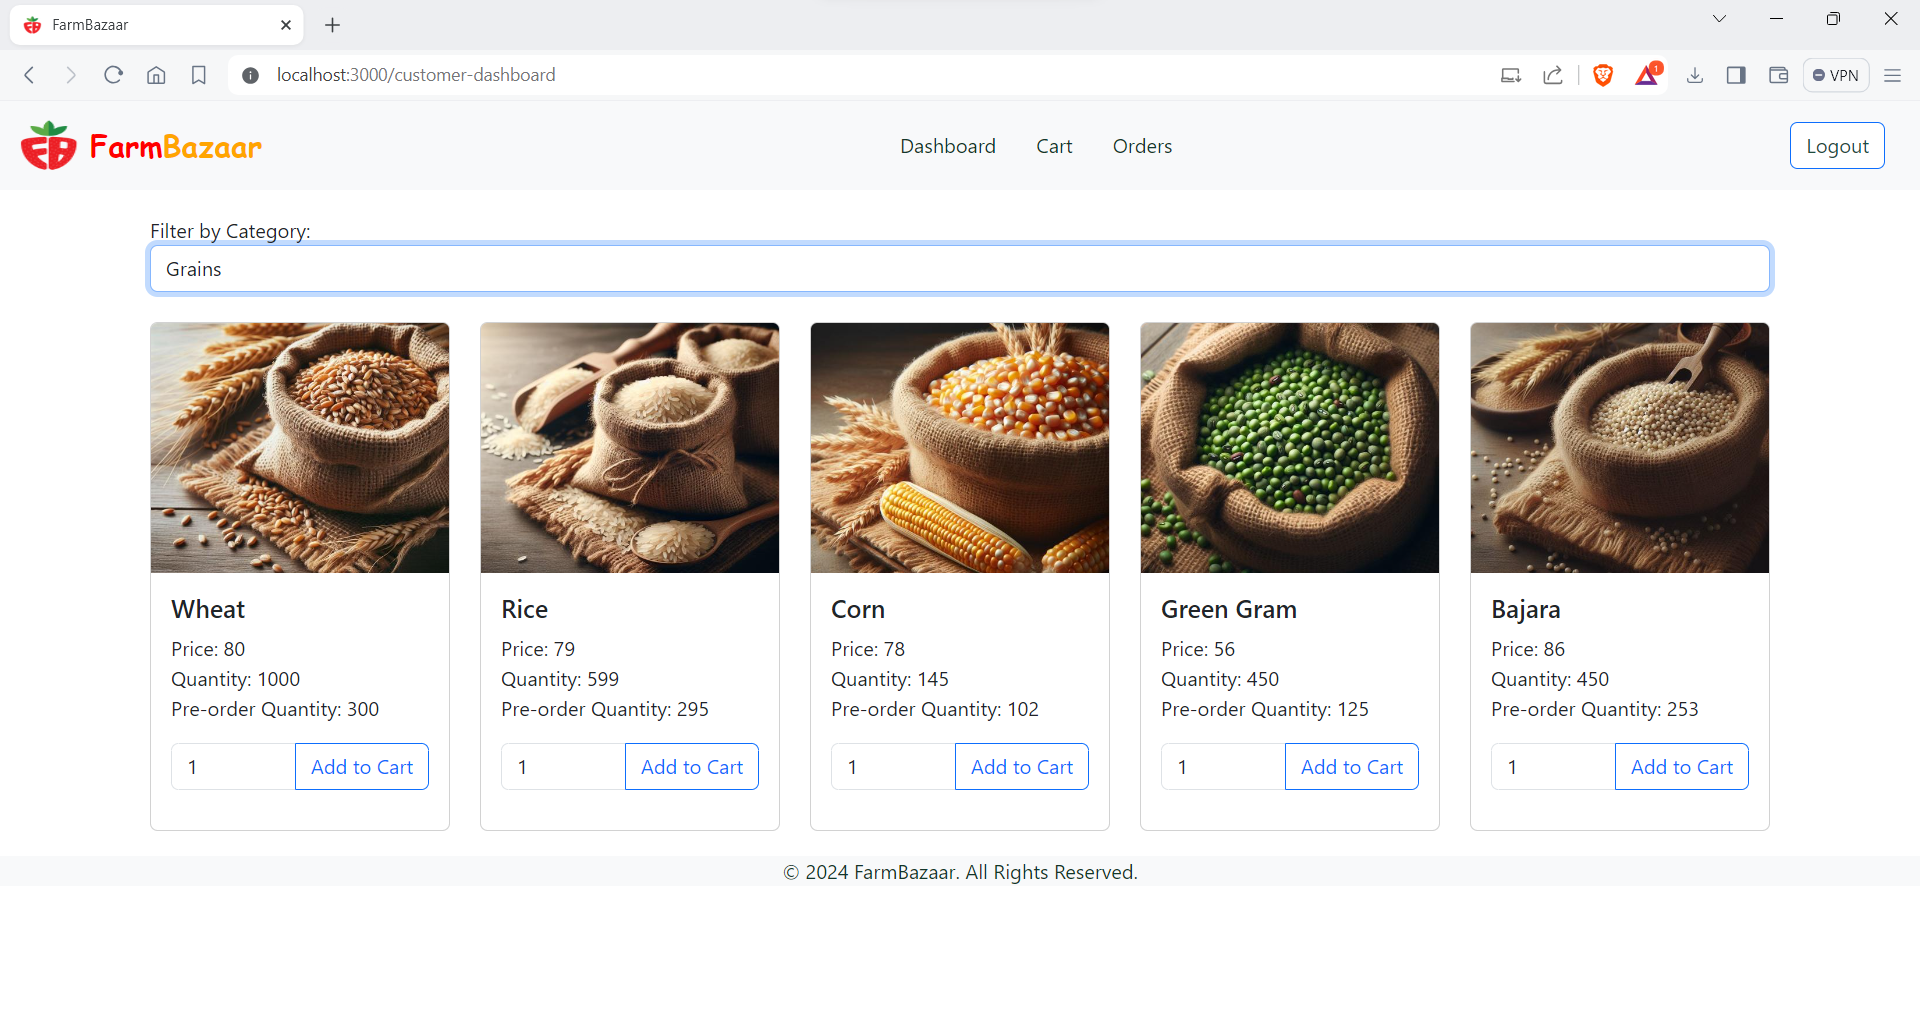 FarmBazaar
localhost:3000/customer-dashboard
1
VPN
FarmBazaar
Dashboard
Cart
Orders
Logout
Filter by Category:
Grains
Wheat
Price: 80
Quantity: 1000
Pre-order Quantity: 300
1
Add to Cart
Rice
Price: 79
Quantity: 599
Pre-order Quantity: 295
1
Add to Cart
Corn
Price: 78
Quantity: 145
Pre-order Quantity: 102
1
Add to Cart
Green Gram
Price: 56
Quantity: 450
Pre-order Quantity: 125
1
Add to Cart
Bajara
Price: 86
Quantity: 450
Pre-order Quantity: 253
1
Add to Cart
© 2024 FarmBazaar. All Rights Reserved.